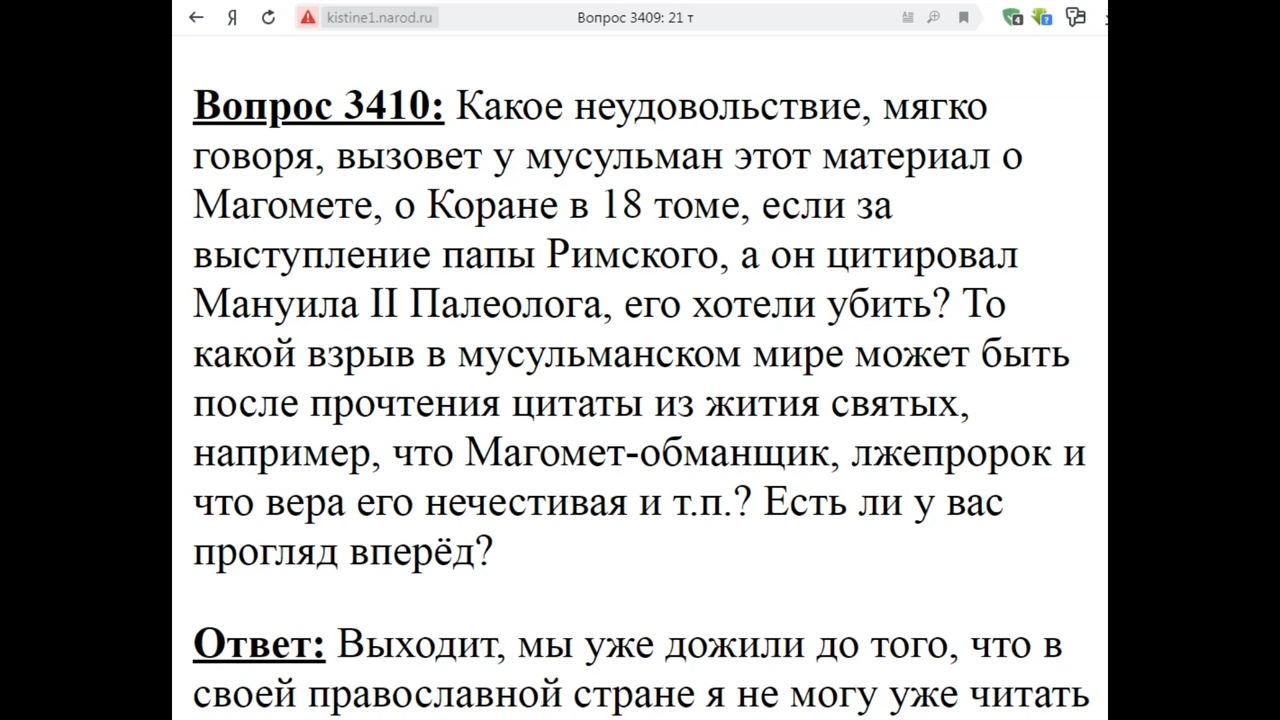 kistine1.narod.ru
Вопрос 3409: 21 т
Вопрос 3410: Какое неудовольствие, мягко
говоря, вызовет у мусульман этот материал о
Магомете, о Коране в 18 томе, если за
выступление папы Римского, а он цитировал
Мануила II Палеолога, его хотели убить? То
какой взрыв в мусульманском мире может быть
после прочтения цитаты из жития святых,
например, что Магомет-обманщик, лжепророк и
что вера его нечестивая и т.п.? Есть ли у вас
прогляд вперёд?
Ответ: Выходит, мы уже дожили до того, что в
своей православной стране я не могу уже читать